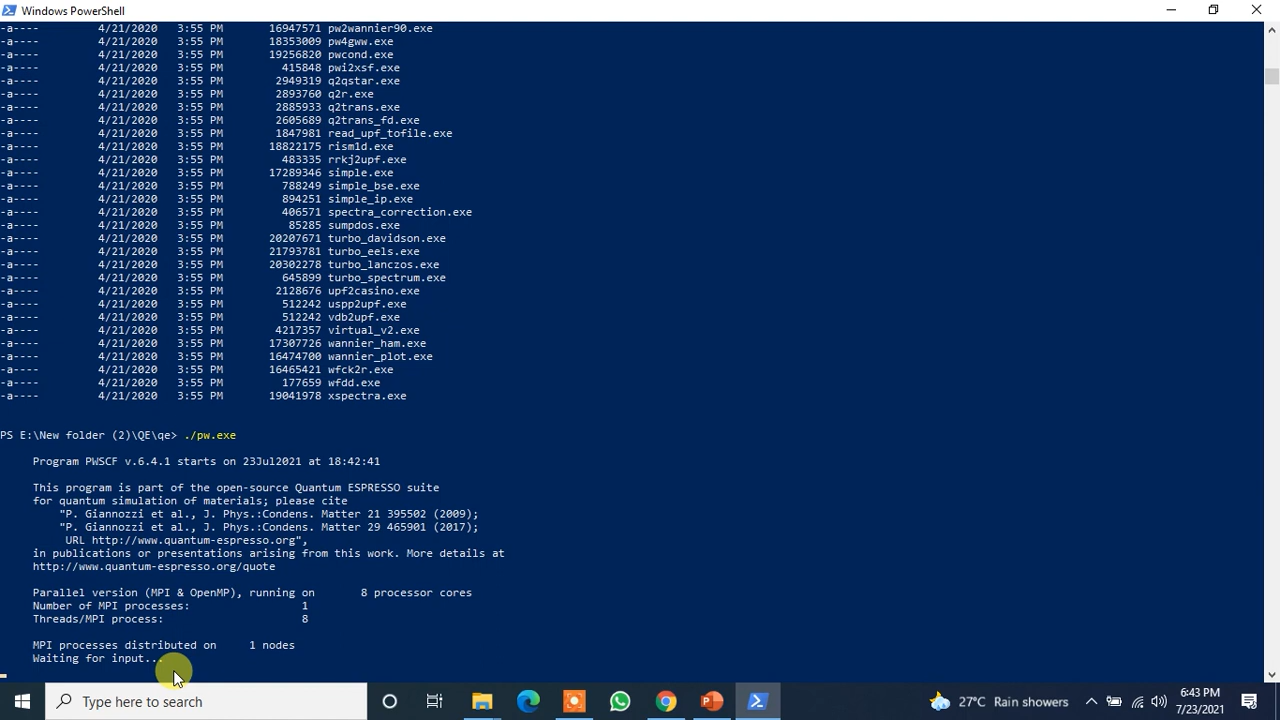 Windows PowerShell
-a---- 4/21/2020 3:55 PM 16947571 pw2wannier90.exe
-a---- 4/21/2020 3:55 PM 18353009 pw4gww.exe
-a---- 4/21/2020 3:55 PM 19256820 pwcond.exe
-a---- 4/21/2020 3:55 PM 415848 pwi2xsf.exe
-a---- 4/21/2020 3:55 PM 2949319 q2qstar.exe
-a---- 4/21/2020 3:55 PM 2893760 q2r.exe
-a---- 4/21/2020 3:55 PM 2885933 q2trans.exe
-a---- 4/21/2020 3:55 PM 2605689 q2trans_fd.exe
-a---- 4/21/2020 3:55 PM 1847981 read_upf_tofile.exe
-a---- 4/21/2020 3:55 PM 18822175 rism1d.exe
-a---- 4/21/2020 3:55 PM 483335 rrkj2upf.exe
-a---- 4/21/2020 3:55 PM 17289346 simple.exe
-a---- 4/21/2020 3:55 PM 788249 simple_bse.exe
-a---- 4/21/2020 3:55 PM 894251 simple_ip.exe
-a---- 4/21/2020 3:55 PM 406571 spectra_correction.exe
-a---- 4/21/2020 3:55 PM 85285 sumpdos.exe
-a---- 4/21/2020 3:55 PM 20207671 turbo_davidson.exe
-a---- 4/21/2020 3:55 PM 21793781 turbo_eels.exe
-a---- 4/21/2020 3:55 PM 20302278 turbo_lanczos.exe
-a---- 4/21/2020 3:55 PM 645899 turbo_spectrum.exe
-a---- 4/21/2020 3:55 PM 2128676 upf2casino.exe
-a---- 4/21/2020 3:55 PM 512242 uspp2upf.exe
-a---- 4/21/2020 3:55 PM 512242 vdb2upf.exe
-a---- 4/21/2020 3:55 PM 4217357 virtual_v2.exe
-a---- 4/21/2020 3:55 PM 17307726 wannier_ham.exe
-a---- 4/21/2020 3:55 PM 16474700 wannier_plot.exe
-a---- 4/21/2020 3:55 PM 16465421 wfck2r.exe
-a---- 4/21/2020 3:55 PM 177659 wfdd.exe
-a---- 4/21/2020 3:55 PM 19041978 xspectra.exe
PS E:\New folder (2)\QE\qe> ./pw.exe
Program PWSCF v.6.4.1 starts on 23Jul2021 at 18:42:41
This program is part of the open-source Quantum ESPRESSO suite
for quantum simulation of materials; please cite
"P. Giannozzi et al., J. Phys.:Condens. Matter 21 395502 (2009);
"P. Giannozzi et al., J. Phys.:Condens. Matter 29 465901 (2017);
URL http://www.quantum-espresso.org",
in publications or presentations arising from this work. More details at
http://www.quantum-espresso.org/quote
Parallel version (MPI & OpenMP), running on 8 processor cores
Number of MPI processes: 1
Threads/MPI process: 8
MPI processes distributed on 1 nodes
Waiting for input...
Type here to search
27°C Rain showers
6:43 PM
7/23/2021